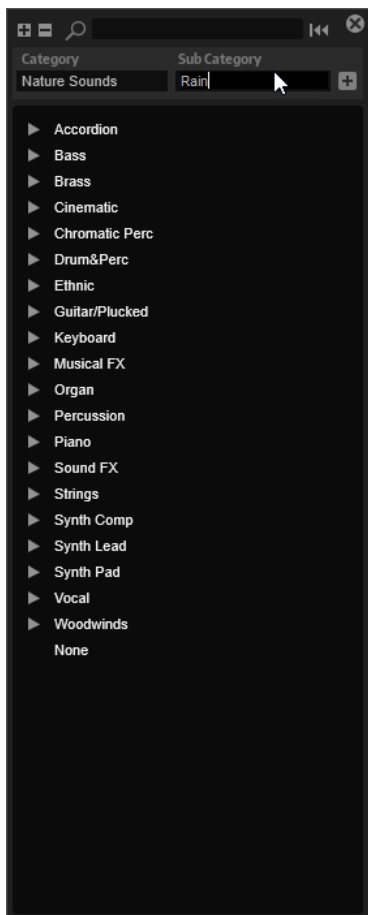 Category Sub Category
Nature Sounds Rain
Accordion
Bass
Brass
Cinematic
Chromatic Perc
Drum&Perc
Ethnic
Guitar/Plucked
Keyboard
Musical FX
Organ
Percussion
Piano
Sound FX
Strings
Synth Comp
Synth Lead
Synth Pad
Vocal
Woodwinds
None